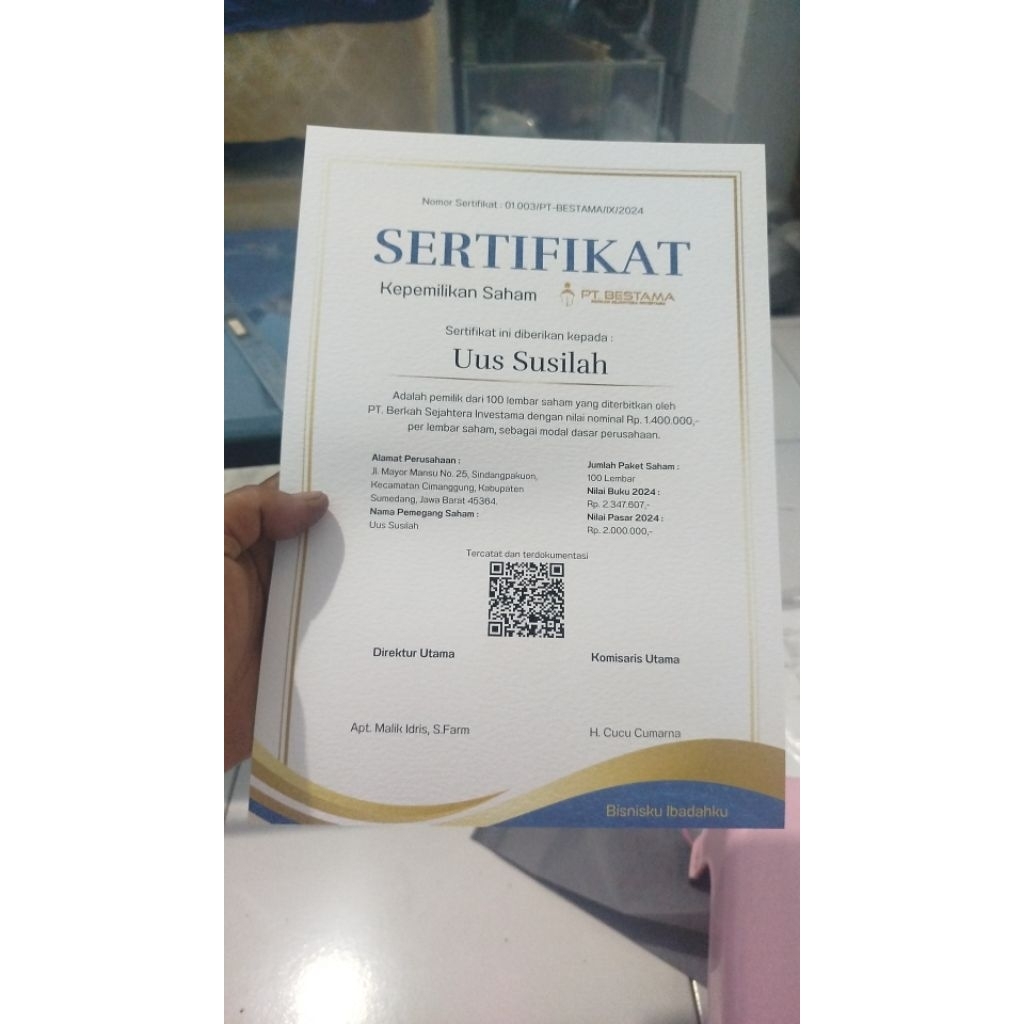 Nomor Sertifikat : 01.003/PT-BESTAMA/IX/2024
SERTIFIKAT
Kepemilikan Saham
PT. BESTAMA
BERKAH SEJAHTERA INVESTAMA
Sertifikat ini diberikan kepada :
Uus Susilah
Adalah pemilik dari 100 lembar saham yang diterbitkan oleh
PT. Berkah Sejahtera Investama dengan nilai nominal Rp. 1.400.000,-
per lembar saham, sebagai modal dasar perusahaan.
Alamat Perusahaan :
Jl. Mayor Mansu No. 25, Sindangpakuon,
Kecamatan Cimanggung, Kabupaten
Sumedang, Jawa Barat 45364.
Nama Pemegang Saham :
Uus Susilah
Jumlah Paket Saham :
100 Lembar
Nilai Buku 2024 :
Rp. 2.347.607,-
Nilai Pasar 2024 :
Rp. 2.000.000,-
Tercatat dan terdokumentasi
Direktur Utama
Komisaris Utama
Apt. Malik Idris, S.Farm
H. Cucu Cumarna
Bisnisku Ibadahku